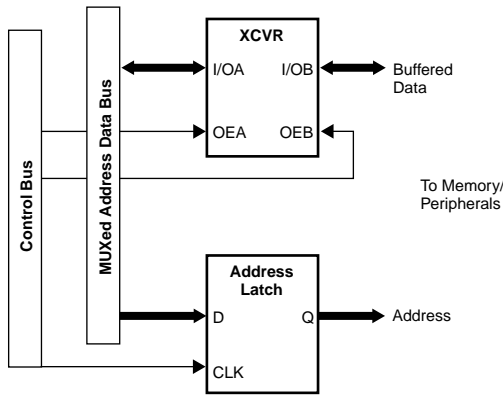 XCVR
I/OA
I/OB
Buffered
Data
OEA
OEB
Control Bus
MUXed Address Data Bus
To Memory/
Peripherals
Address
Latch
D
Q
Address
CLK